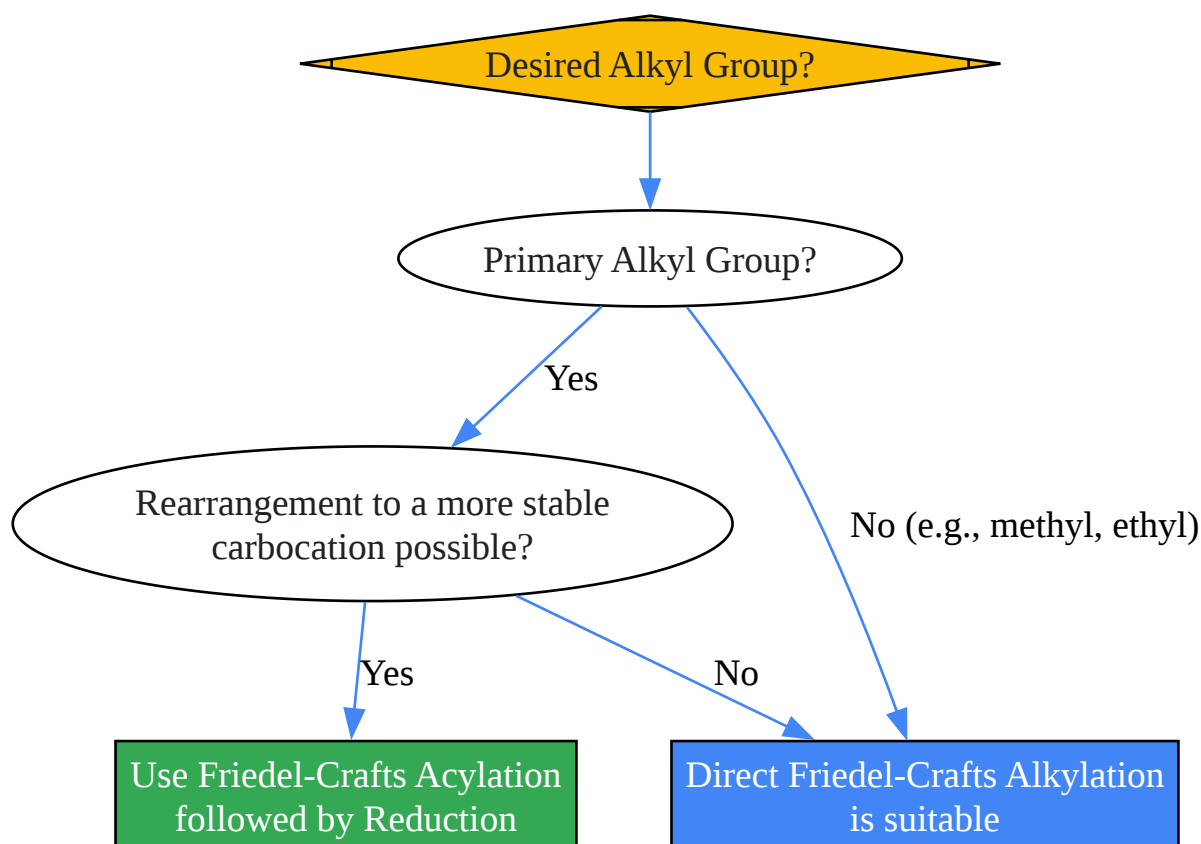 Desired Alkyl Group?
Primary Alkyl Group?
Yes
No (e.g., methyl, ethyl)
Rearrangement to a more stable
carbocation possible?
Yes
No
Use Friedel-Crafts Acylation
followed by Reduction
Direct Friedel-Crafts Alkylation
is suitable